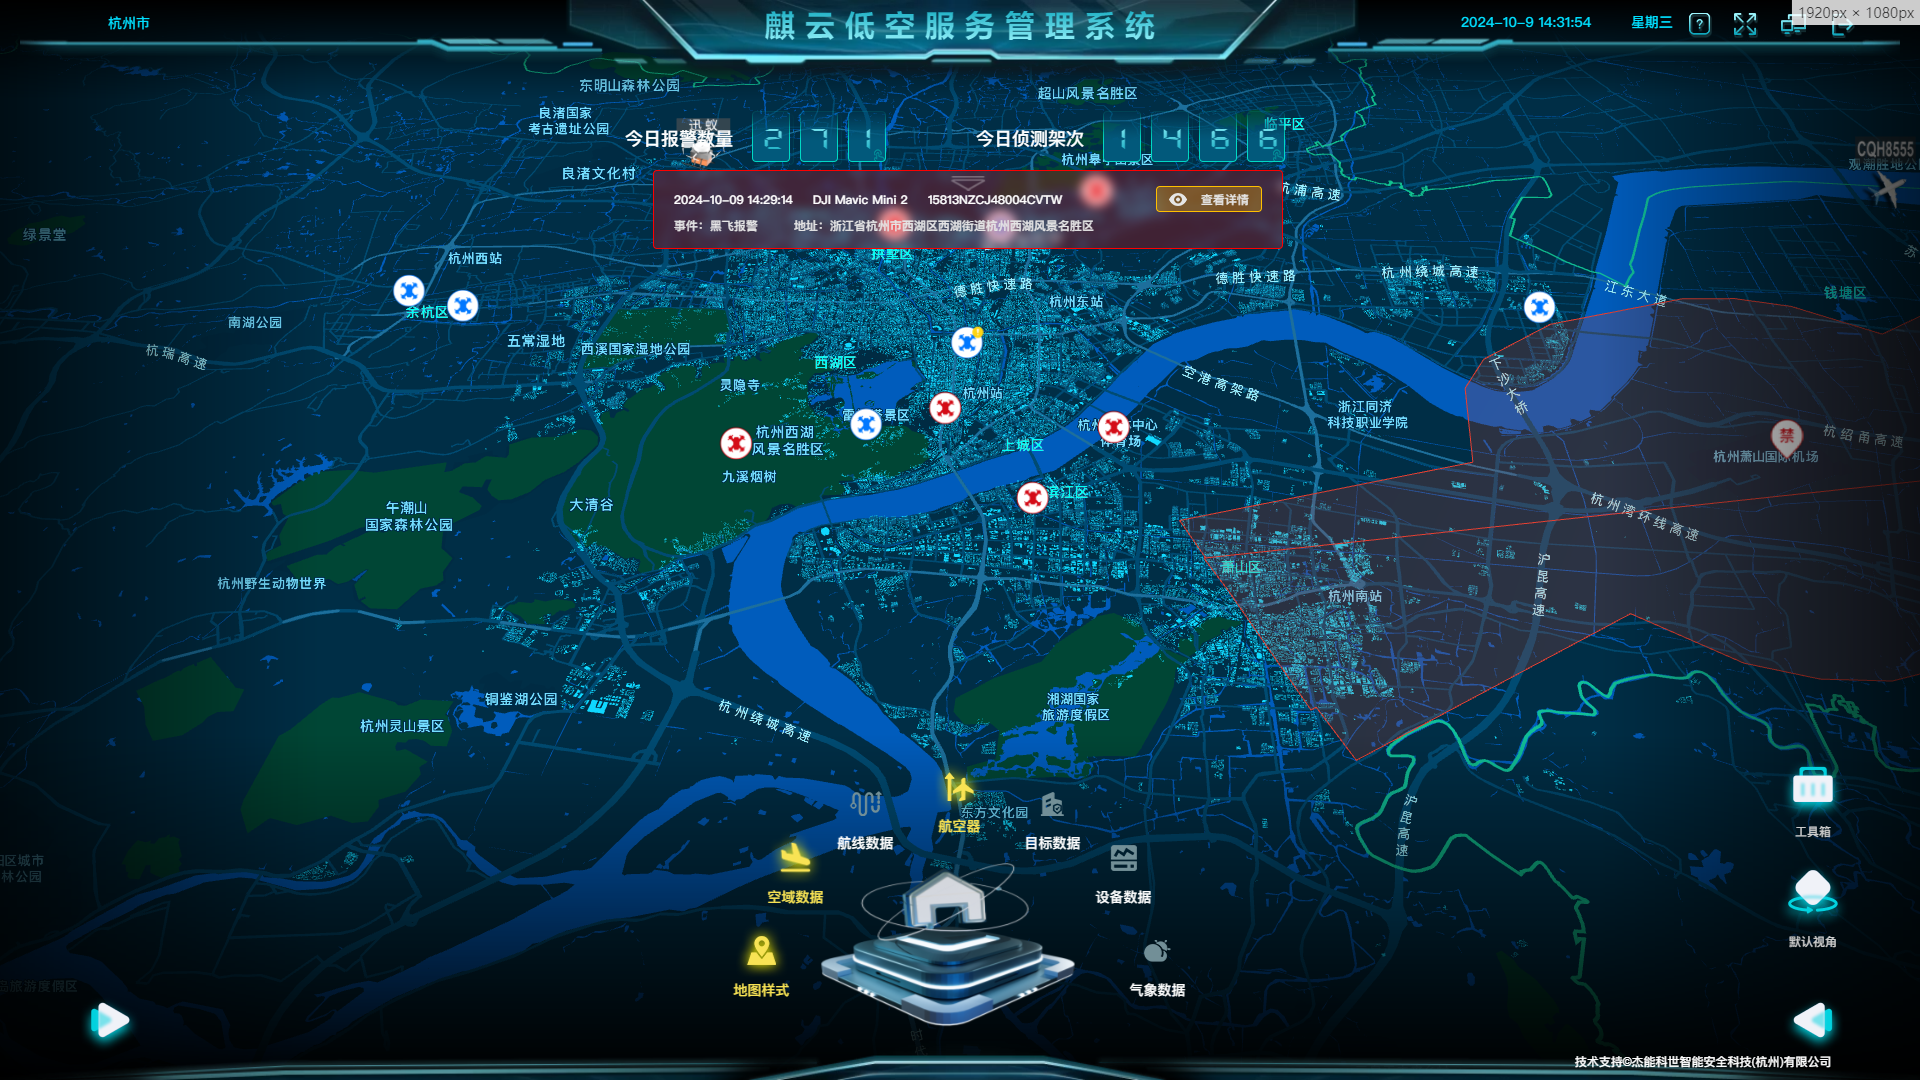 杭州市
麒云低空服务管理系统
2024-10-9 14:31:54
星期三
?
1920px × 1080px
东明山森林公园
超山风景名胜区
良渚国家
考古遗址公园
迅蚁
今日报警数量
2 7 1
今日侦测架次
1 4 6 6
临平区
CQH8555
良渚文化村
2024-10-09 14:29:14 DJI Mavic Mini 2 15813NZCJ48004CVTW
查看详情
事件：黑飞报警 地址：浙江省杭州市西湖区西湖街道杭州西湖风景名胜区
杭浦高速
绿景堂
杭州西站
拱墅区
德胜快速路
德胜快速路
杭州绕城高速
江东大道
钱塘区
杭州东站
余杭区
南湖公园
五常湿地
西溪国家湿地公园
杭瑞高速
西湖区
灵隐寺
杭州站
空港高架路
下沙大桥
浙江同济
科技职业学院
杭州西湖
风景名胜区
上城区
禁
杭州萧山国际机场
杭绍甬高速
九溪烟树
滨江区
大清谷
午潮山
国家森林公园
杭州湾环线高速
沪昆高速
萧山区
杭州南站
杭州野生动物世界
铜鉴湖公园
杭州灵山景区
杭州绕城高速
湘湖国家
旅游度假区
沪昆高速
东方文化园
航空器
航线数据
目标数据
空域数据
设备数据
地图样式
气象数据
工具箱
默认视角
技术支持©杰能科世智能安全科技(杭州)有限公司